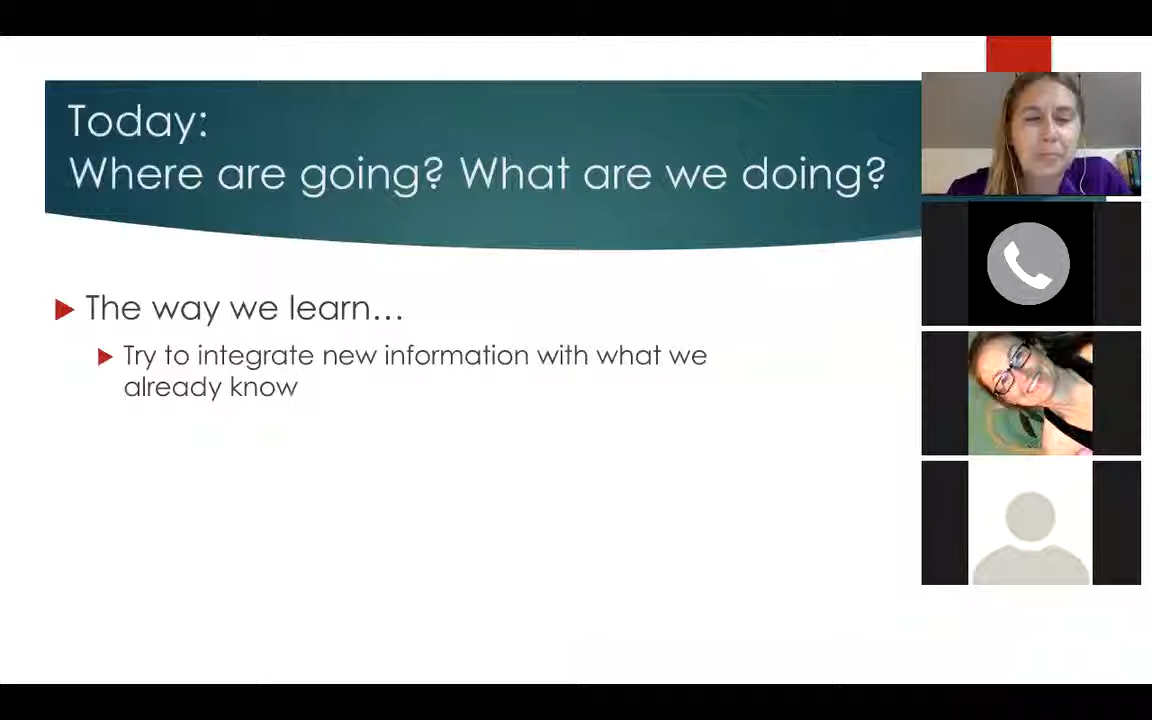 Today:
Where are going? What are we doing?
The way we learn…
Try to integrate new information with what we
already know